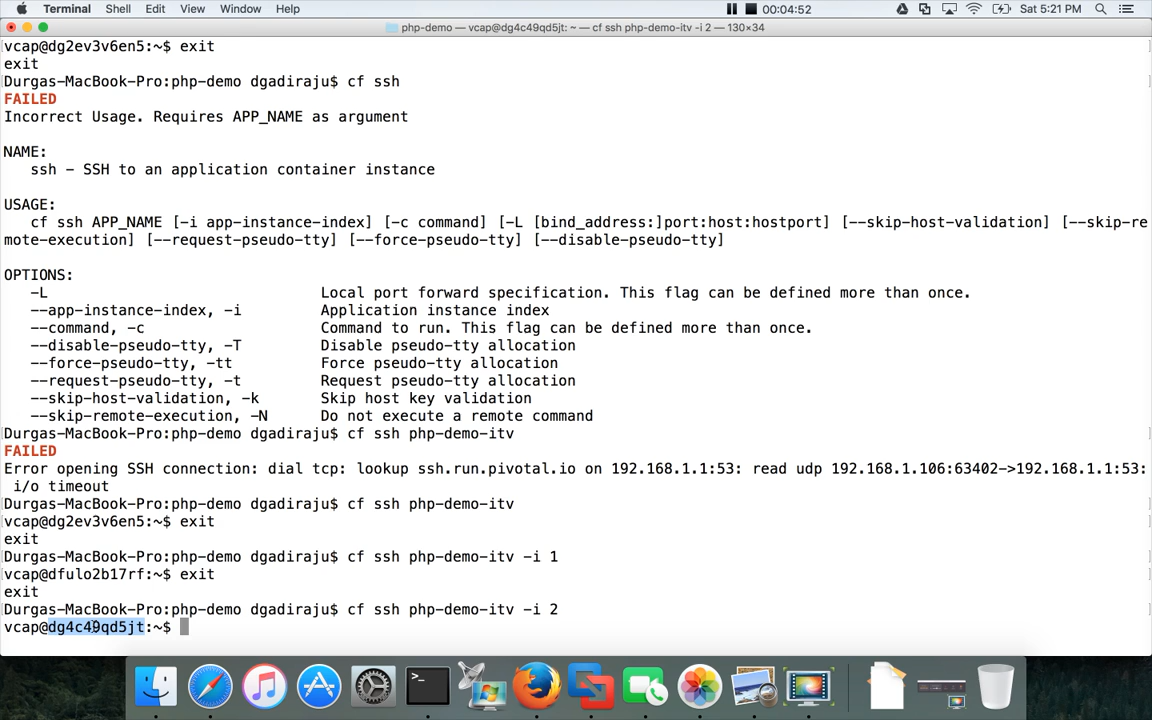 Terminal Shell Edit View Window Help 00:04:52 Sat 5:21 PM
php-demo — vcap@dg4c49qd5jt: ~ — cf ssh php-demo-itv -i 2 — 130×34
vcap@dg2ev3v6en5:~$ exit
exit
Durgas-MacBook-Pro:php-demo dgadiraju$ cf ssh
FAILED
Incorrect Usage. Requires APP_NAME as argument
NAME:
ssh - SSH to an application container instance
USAGE:
cf ssh APP_NAME [-i app-instance-index] [-c command] [-L [bind_address:]port:host:hostport] [--skip-host-validation] [--skip-re
mote-execution] [--request-pseudo-tty] [--force-pseudo-tty] [--disable-pseudo-tty]
OPTIONS:
-L Local port forward specification. This flag can be defined more than once.
--app-instance-index, -i Application instance index
--command, -c Command to run. This flag can be defined more than once.
--disable-pseudo-tty, -T Disable pseudo-tty allocation
--force-pseudo-tty, -tt Force pseudo-tty allocation
--request-pseudo-tty, -t Request pseudo-tty allocation
--skip-host-validation, -k Skip host key validation
--skip-remote-execution, -N Do not execute a remote command
Durgas-MacBook-Pro:php-demo dgadiraju$ cf ssh php-demo-itv
FAILED
Error opening SSH connection: dial tcp: lookup ssh.run.pivotal.io on 192.168.1.1:53: read udp 192.168.1.106:63402->192.168.1.1:53:
i/o timeout
Durgas-MacBook-Pro:php-demo dgadiraju$ cf ssh php-demo-itv
vcap@dg2ev3v6en5:~$ exit
exit
Durgas-MacBook-Pro:php-demo dgadiraju$ cf ssh php-demo-itv -i 1
vcap@dfulo2b17rf:~$ exit
exit
Durgas-MacBook-Pro:php-demo dgadiraju$ cf ssh php-demo-itv -i 2
vcap@dg4c49qd5jt:~$